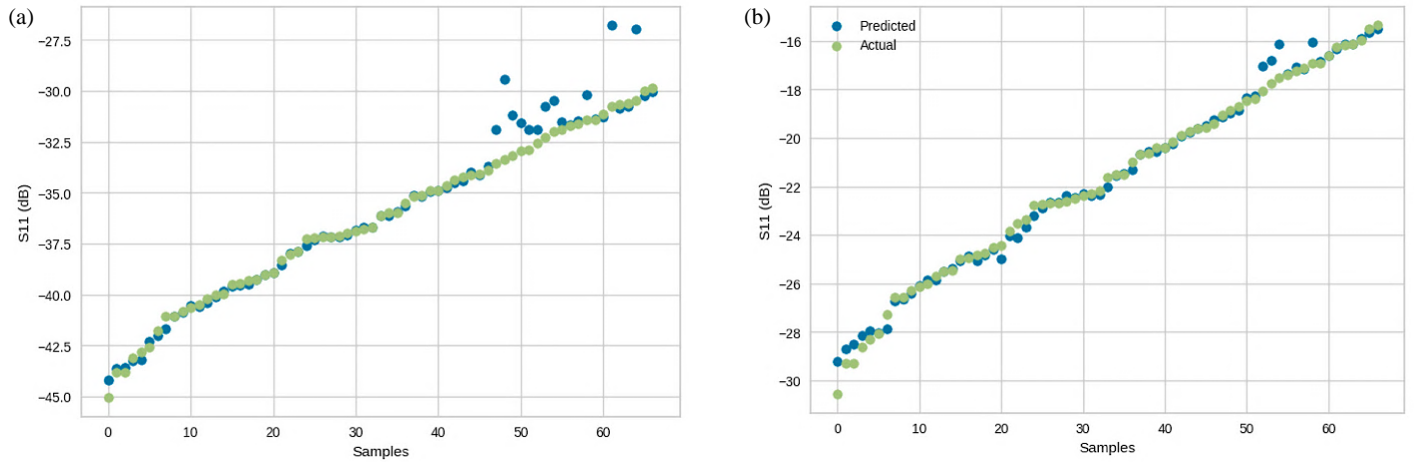 (a)
S11 (dB)
−27.5
−30.0
−32.5
−35.0
−37.5
−40.0
−42.5
−45.0
0 10 20 30 40 50 60
Samples
(b)
Predicted
Actual
S11 (dB)
−16
−18
−20
−22
−24
−26
−28
−30
0 10 20 30 40 50 60
Samples